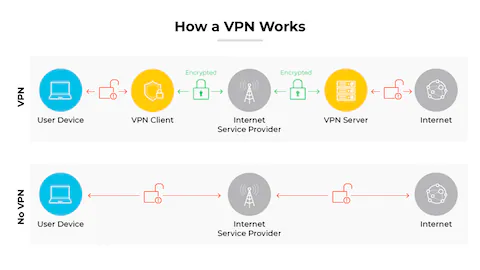 How a VPN Works
VPN
Encrypted
Encrypted
User Device
VPN Client
Internet
Service Provider
VPN Server
Internet
No VPN
User Device
Internet
Service Provider
Internet